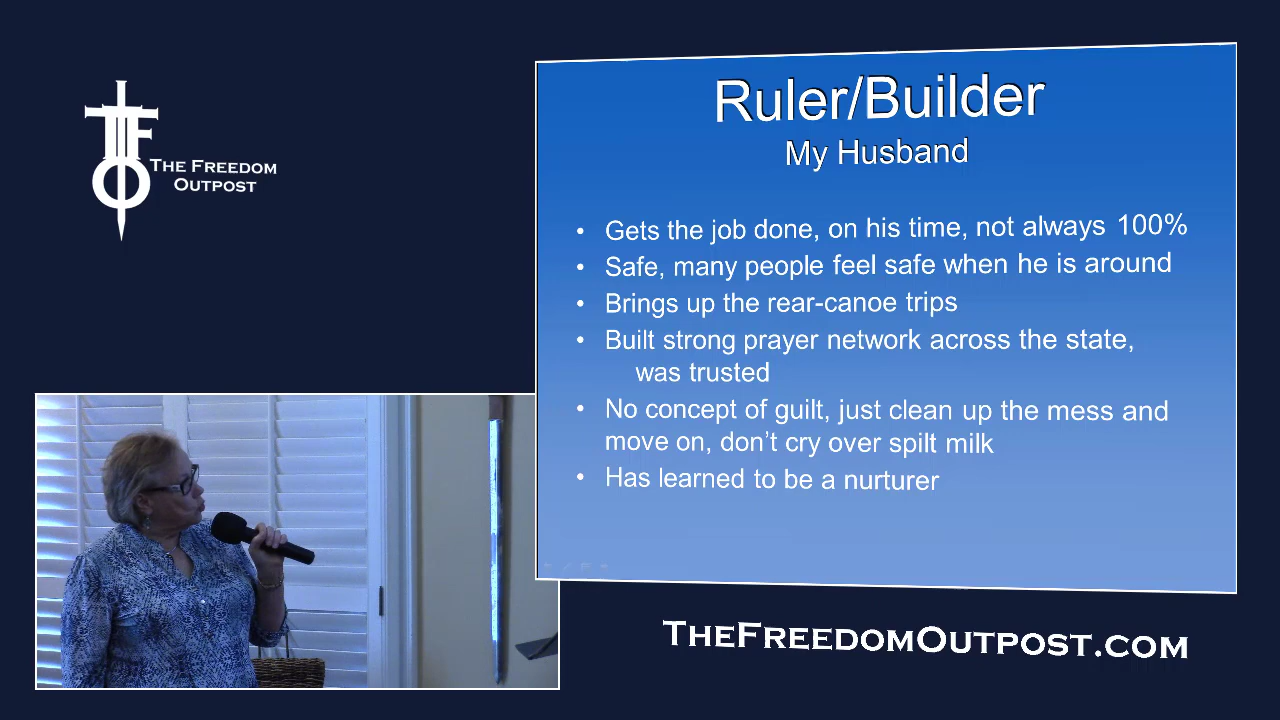 THE FREEDOM
OUTPOST
Ruler/Builder
My Husband
• Gets the job done, on his time, not always 100%
• Safe, many people feel safe when he is around
• Brings up the rear-canoe trips
• Built strong prayer network across the state,
was trusted
• No concept of guilt, just clean up the mess and
move on, don't cry over spilt milk
• Has learned to be a nurturer
THEFREEDOMOUTPOST.COM